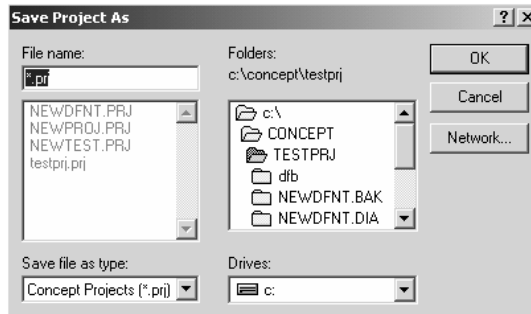 Save Project As
File name:
*.prj
NEWDFNT.PRJ
NEWPROJ.PRJ
NEWTEST.PRJ
testprj.prj
Save file as type:
Concept Projects (*.prj)
Folders:
c:\concept\testprj
c:\
CONCEPT
TESTPRJ
dfb
NEWDFNT.BAK
NEWDFNT.DIA
Drives:
c:
OK
Cancel
Network...